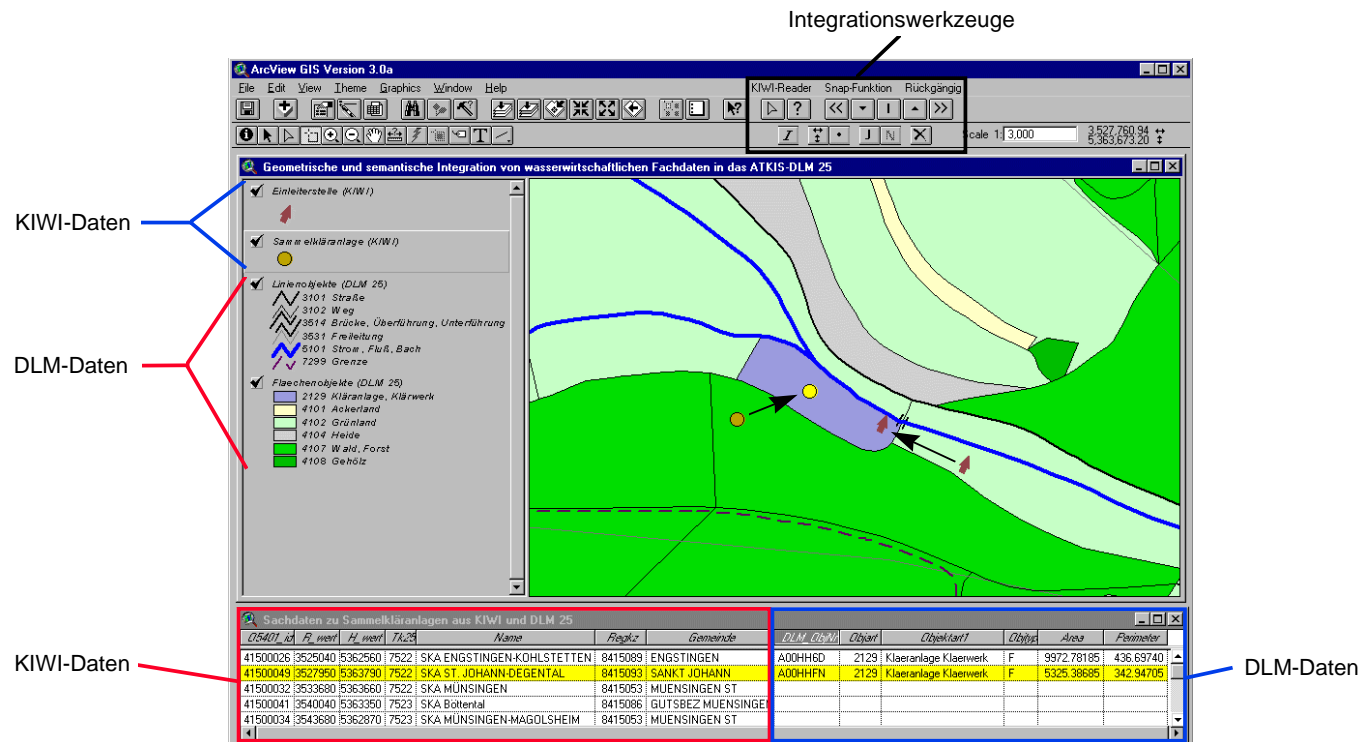 Integrationswerkzeuge
ArcView GIS Version 3.0a
File Edit View Theme Graphics Window Help
KIWI-Reader Snap-Funktion Rückgängig
Scale 1: 3,000
3,527,760.94
5,363,673.20
Geometrische und semantische Integration von wasserwirtschaftlichen Fachdaten in das ATKIS-DLM 25
KIWI-Daten
Einleiterstelle (KIWI)
Sammelkläranlage (KIWI)
DLM-Daten
Linienobjekte (DLM 25)
3101 Straße
3102 Weg
3514 Brücke, Überführung, Unterführung
3531 Freileitung
5101 Strom, Fluß, Bach
7299 Grenze
Flaechenobjekte (DLM 25)
2129 Kläranlage, Klärwerk
4101 Ackerland
4102 Grünland
4104 Heide
4107 Wald, Forst
4108 Gehölz
KIWI-Daten
DLM-Daten
Sachdaten zu Sammelkläranlagen aus KIWI und DLM 25
O5401_id R_wert H_wert Tk25 Name Regkz Gemeinde DLM_ObjNr Objart Objektart1 Objtyp Area Perimeter
41500026 3525040 5362560 7522 SKA ENGSTINGEN-KOHLSTETTEN 8415089 ENGSTINGEN A00HH6D 2129 Klaeranlage Klaerwerk F 9972.78185 436.69740
41500049 3527950 5363790 7522 SKA ST. JOHANN-DEGENTAL 8415093 SANKT JOHANN A00HHFN 2129 Klaeranlage Klaerwerk F 5325.38685 342.94705
41500032 3533680 5363660 7522 SKA MÜNSINGEN 8415053 MUENSINGEN ST
41500041 3540040 5363350 7523 SKA Böttental 8415086 GUTSBEZ MUENSINGEN
41500034 3543680 5362870 7523 SKA MÜNSINGEN-MAGOLSHEIM 8415053 MUENSINGEN ST